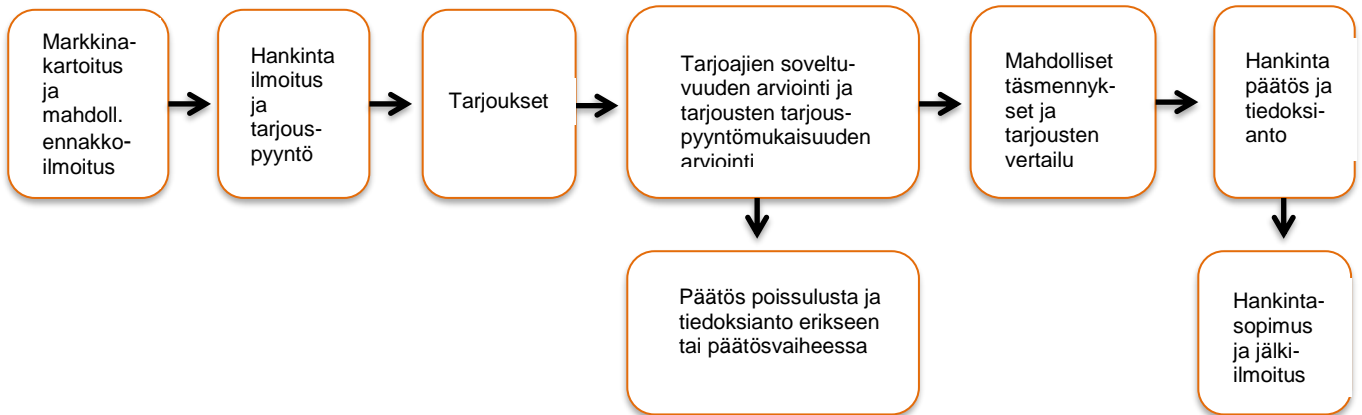 Markkina-
kartoitus
ja
mahdoll.
ennakko-
ilmoitus
Hankinta
ilmoitus
ja
tarjous-
pyyntö
Tarjoukset
Tarjoajien soveltu-
vuuden arviointi ja
tarjousten tarjous-
pyyntömukaisuuden
arviointi
Mahdolliset
täsmennyk-
set ja
tarjousten
vertailu
Hankinta
päätös ja
tiedoksi-
anto
Päätös poissulusta ja
tiedoksianto erikseen
tai päätösvaiheessa
Hankinta-
sopimus
ja jälki-
ilmoitus